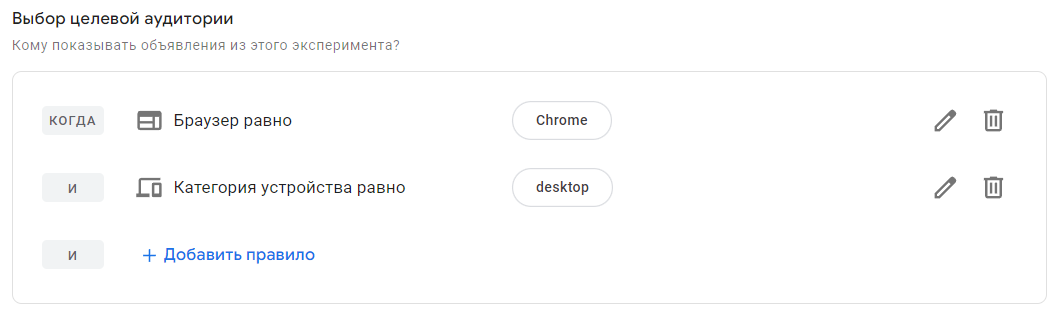 Выбор целевой аудитории
Кому показывать объявления из этого эксперимента?
КОГДА Браузер равно Chrome
И Категория устройства равно desktop
И + Добавить правило